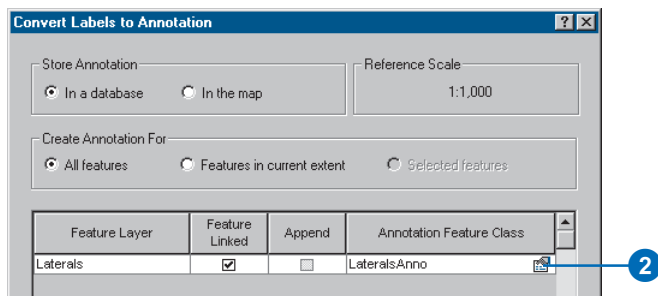 Convert Labels to Annotation
Store Annotation
In a database
In the map
Reference Scale
1:1,000
Create Annotation For
All features
Features in current extent
Selected features
Feature Layer
Feature Linked
Append
Annotation Feature Class
Laterals
LateralsAnno
2